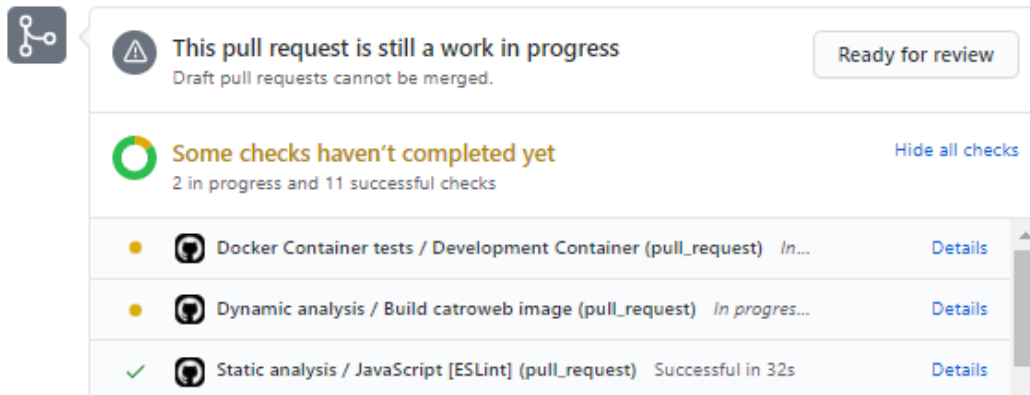 This pull request is still a work in progress
Draft pull requests cannot be merged.
Ready for review
Some checks haven't completed yet
2 in progress and 11 successful checks
Hide all checks
Docker Container tests / Development Container (pull_request) In... Details
Dynamic analysis / Build catroweb image (pull_request) In progres... Details
Static analysis / JavaScript [ESLint] (pull_request) Successful in 32s Details